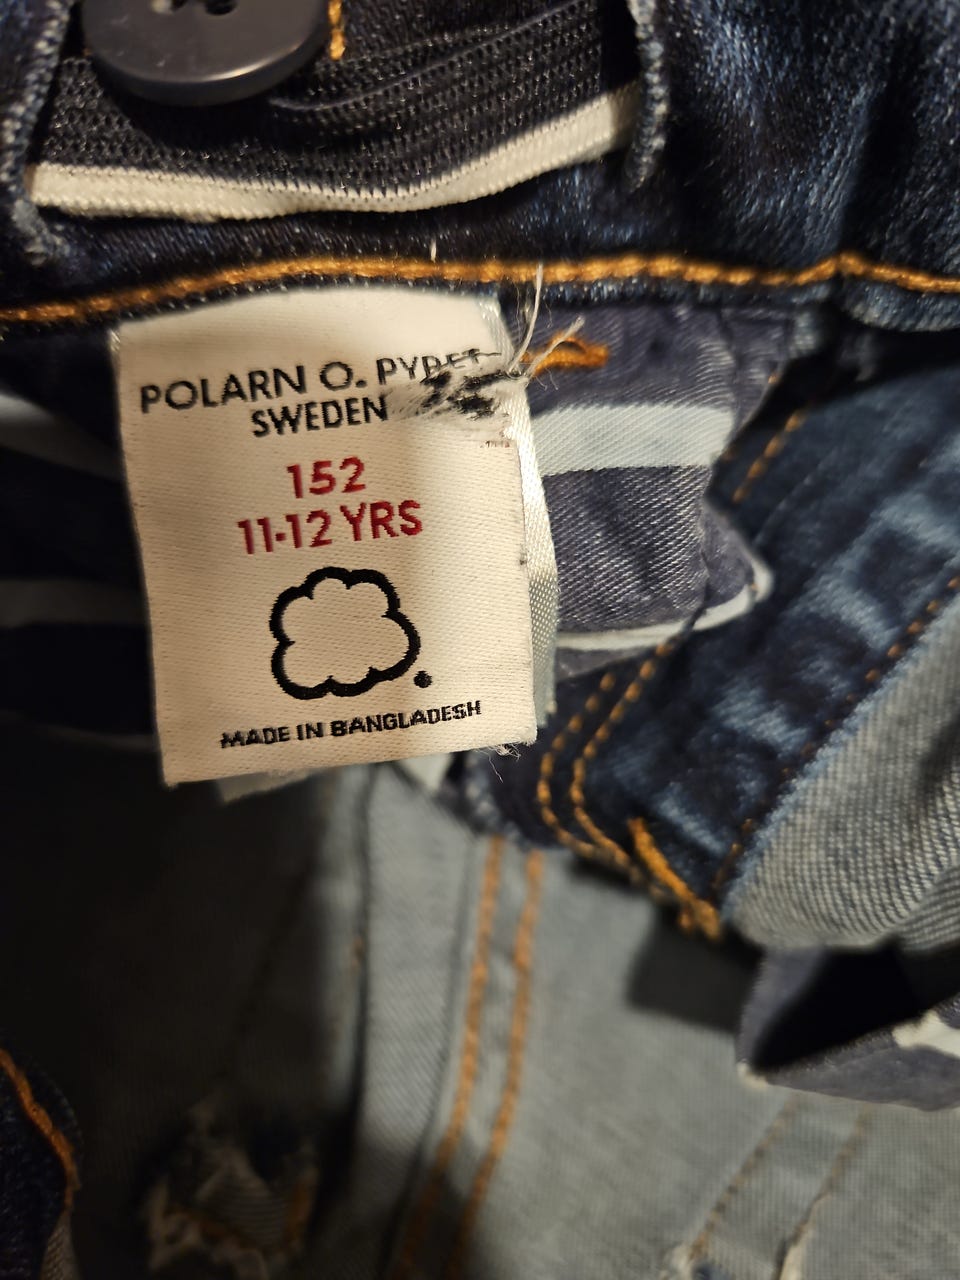 POLARN O. PYRET
SWEDEN
152
11-12 YRS
MADE IN BANGLADESH